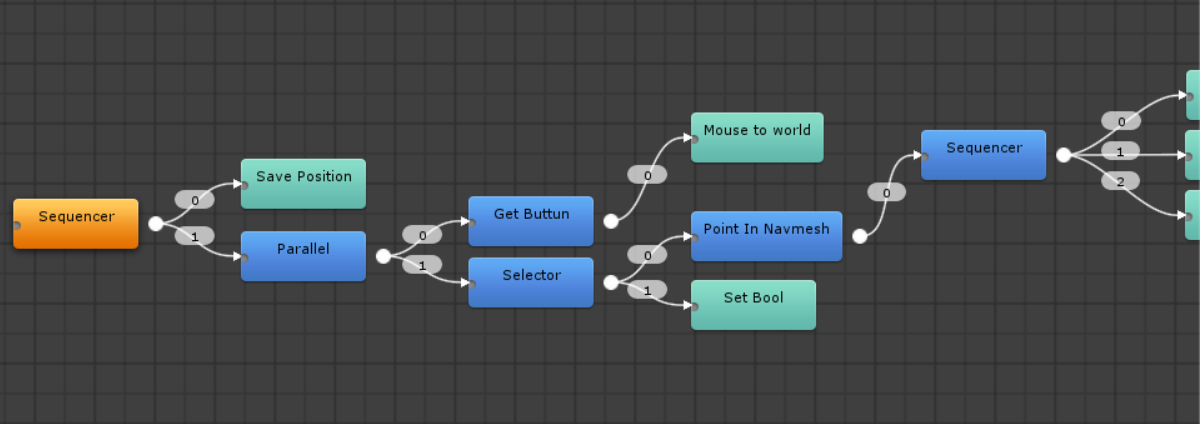 Sequencer
0
1
Save Position
Parallel
0
1
Get Buttun
Selector
0
0
1
Mouse to world
Point In Navmesh
Set Bool
0
Sequencer
0
1
2